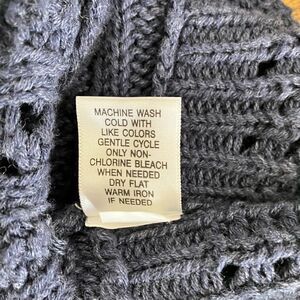 MACHINE WASH
COLD WITH
LIKE COLORS
GENTLE CYCLE
ONLY NON-
CHLORINE BLEACH
WHEN NEEDED
DRY FLAT
WARM IRON
IF NEEDED